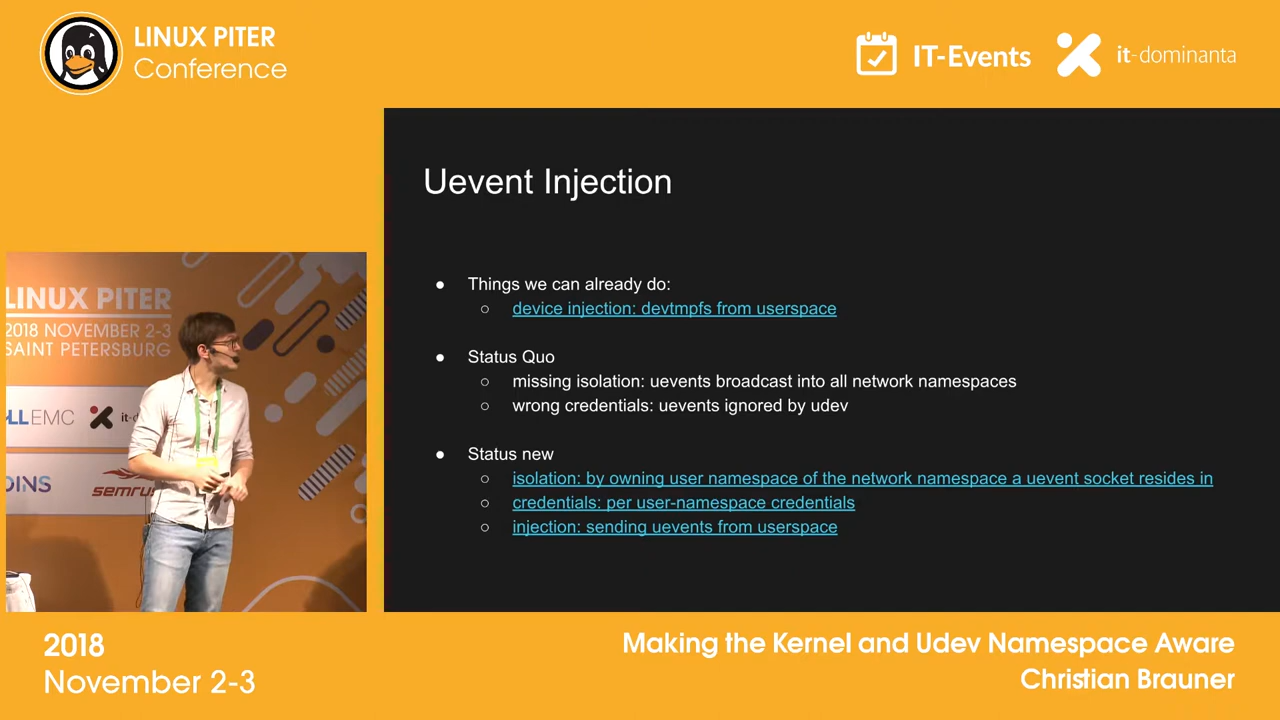 LINUX PITER
Conference
IT-Events
it-dominanta
Uevent Injection
● Things we can already do:
○ device injection: devtmpfs from userspace
● Status Quo
○ missing isolation: uevents broadcast into all network namespaces
○ wrong credentials: uevents ignored by udev
● Status new
○ isolation: by owning user namespace of the network namespace a uevent socket resides in
○ credentials: per user-namespace credentials
○ injection: sending uevents from userspace
LINUX PITER
2018 NOVEMBER 2-3
SAINT PETERSBURG
LLEMC
it-d
OINS
semrus
2018
November 2-3
Making the Kernel and Udev Namespace Aware
Christian Brauner